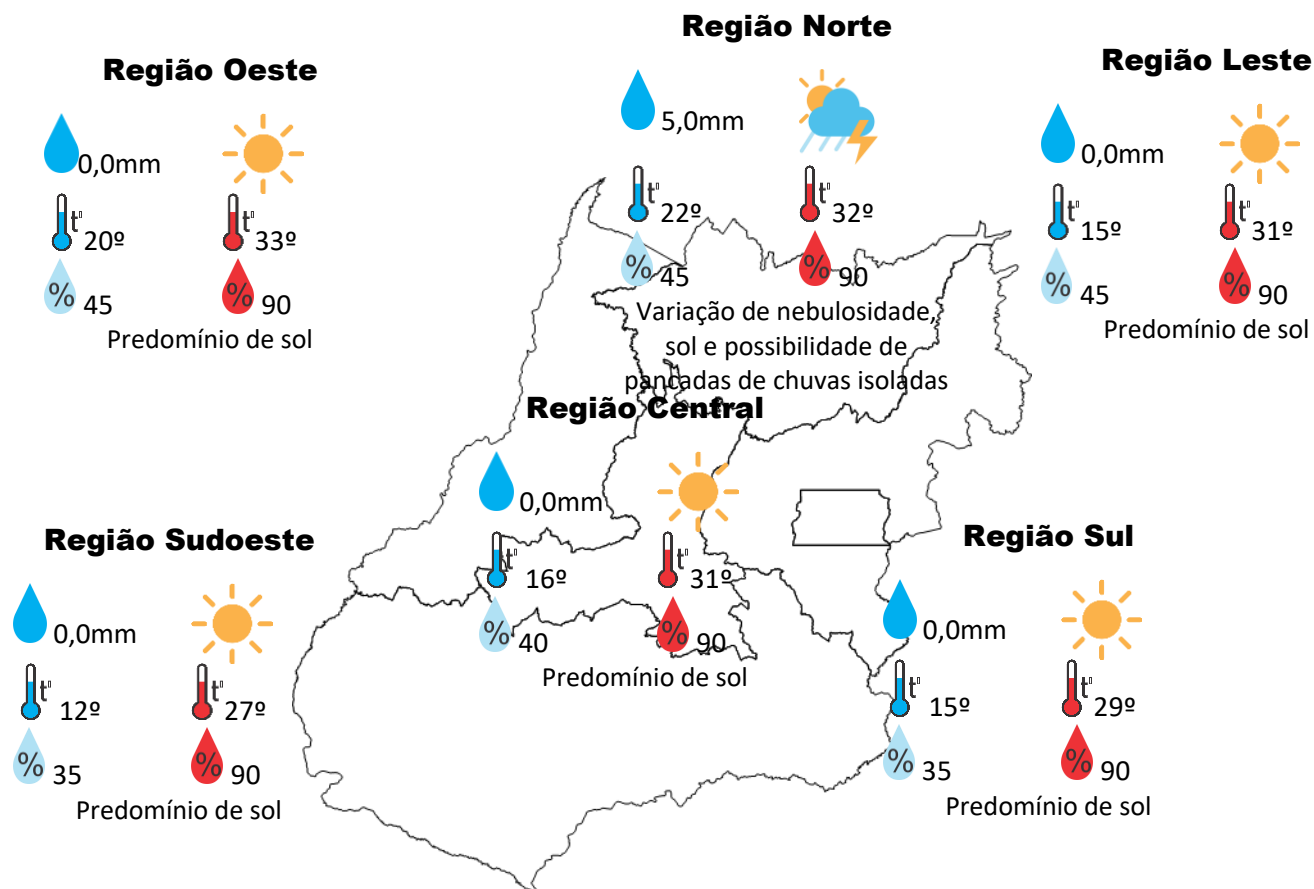 Região Norte
5,0mm
t°
22º
32º
% 45
% 90
Variação de nebulosidade,
sol e possibilidade de
pancadas de chuvas isoladas
Região Oeste
0,0mm
t°
20º
t°
33º
% 45
% 90
Predomínio de sol
Região Leste
0,0mm
t°
15º
t°
31º
% 45
% 90
Predomínio de sol
Região Central
0,0mm
t°
16º
t°
31º
% 40
% 90
Predomínio de sol
Região Sudoeste
0,0mm
t°
12º
t°
27º
% 35
% 90
Predomínio de sol
Região Sul
0,0mm
t°
15º
t°
29º
% 35
% 90
Predomínio de sol